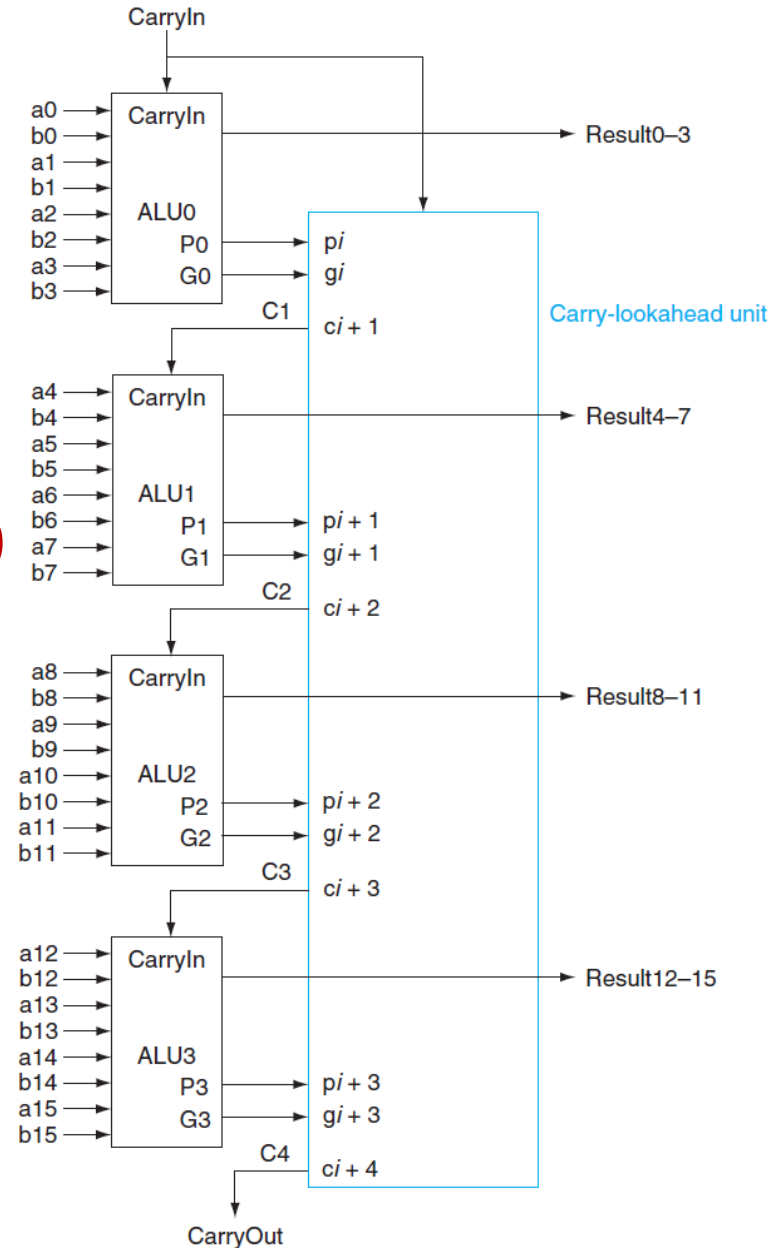 CarryIn
a0
b0
a1
b1
a2
b2
a3
b3
CarryIn
ALU0
P0
G0
Result0–3
pi
gi
C1
ci + 1
Carry-lookahead unit
a4
b4
a5
b5
a6
b6
a7
b7
CarryIn
ALU1
P1
G1
Result4–7
pi + 1
gi + 1
C2
ci + 2
)
a8
b8
a9
b9
a10
b10
a11
b11
CarryIn
ALU2
P2
G2
Result8–11
pi + 2
gi + 2
C3
ci + 3
a12
b12
a13
b13
a14
b14
a15
b15
CarryIn
ALU3
P3
G3
Result12–15
pi + 3
gi + 3
C4
ci + 4
CarryOut